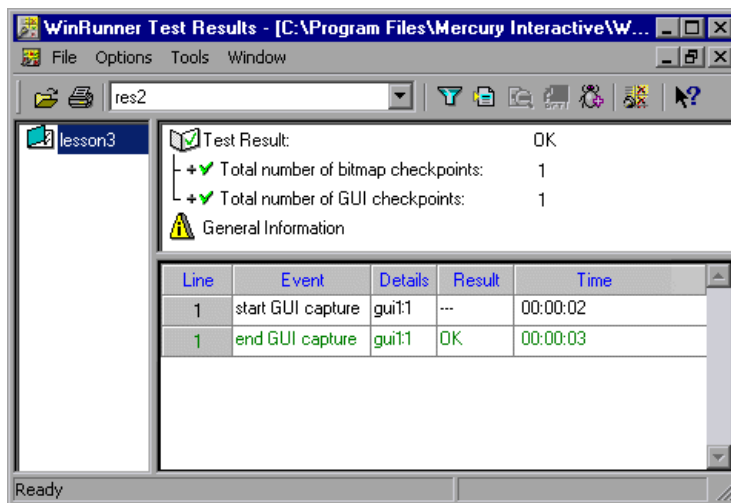 WinRunner Test Results - [C:\Program Files\Mercury Interactive\W...
File Options Tools Window
res2
lesson3
Test Result: OK
Total number of bitmap checkpoints: 1
Total number of GUI checkpoints: 1
General Information
Line Event Details Result Time
1 start GUI capture gui1:1 --- 00:00:02
1 end GUI capture gui1:1 OK 00:00:03
Ready